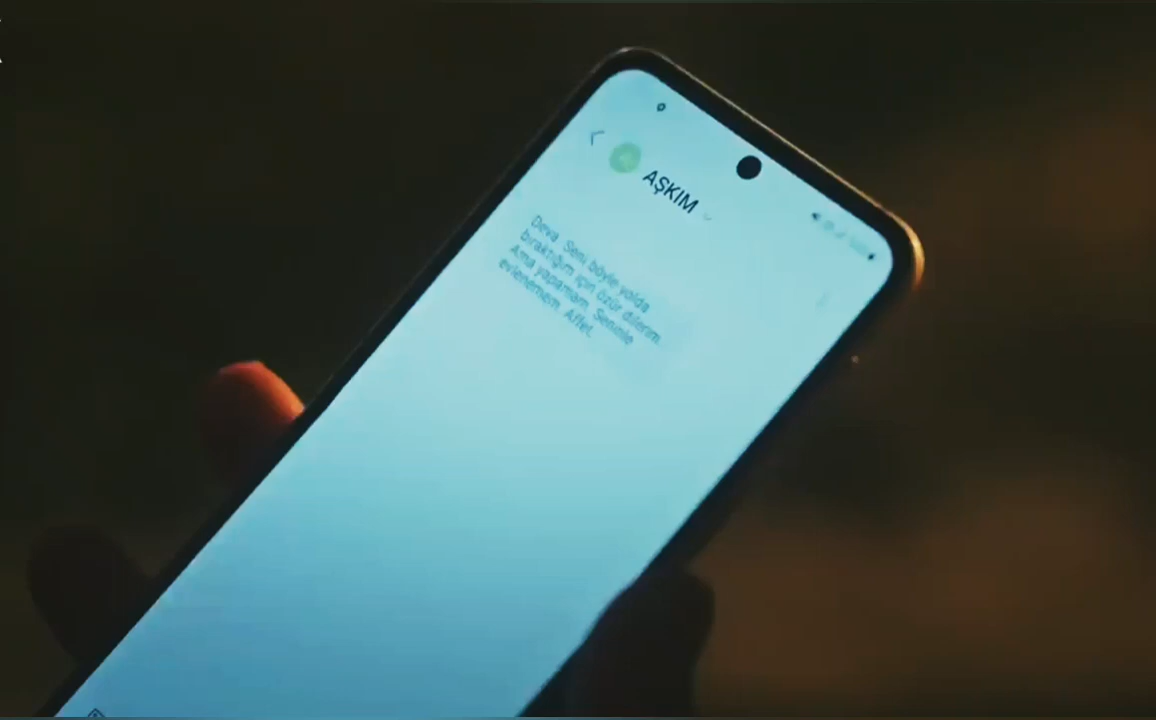 AŞKIM
Deva. Seni böyle yolda
bıraktığım için özür dilerim.
Ama yapamam. Seninle
evlenemem. Affet.